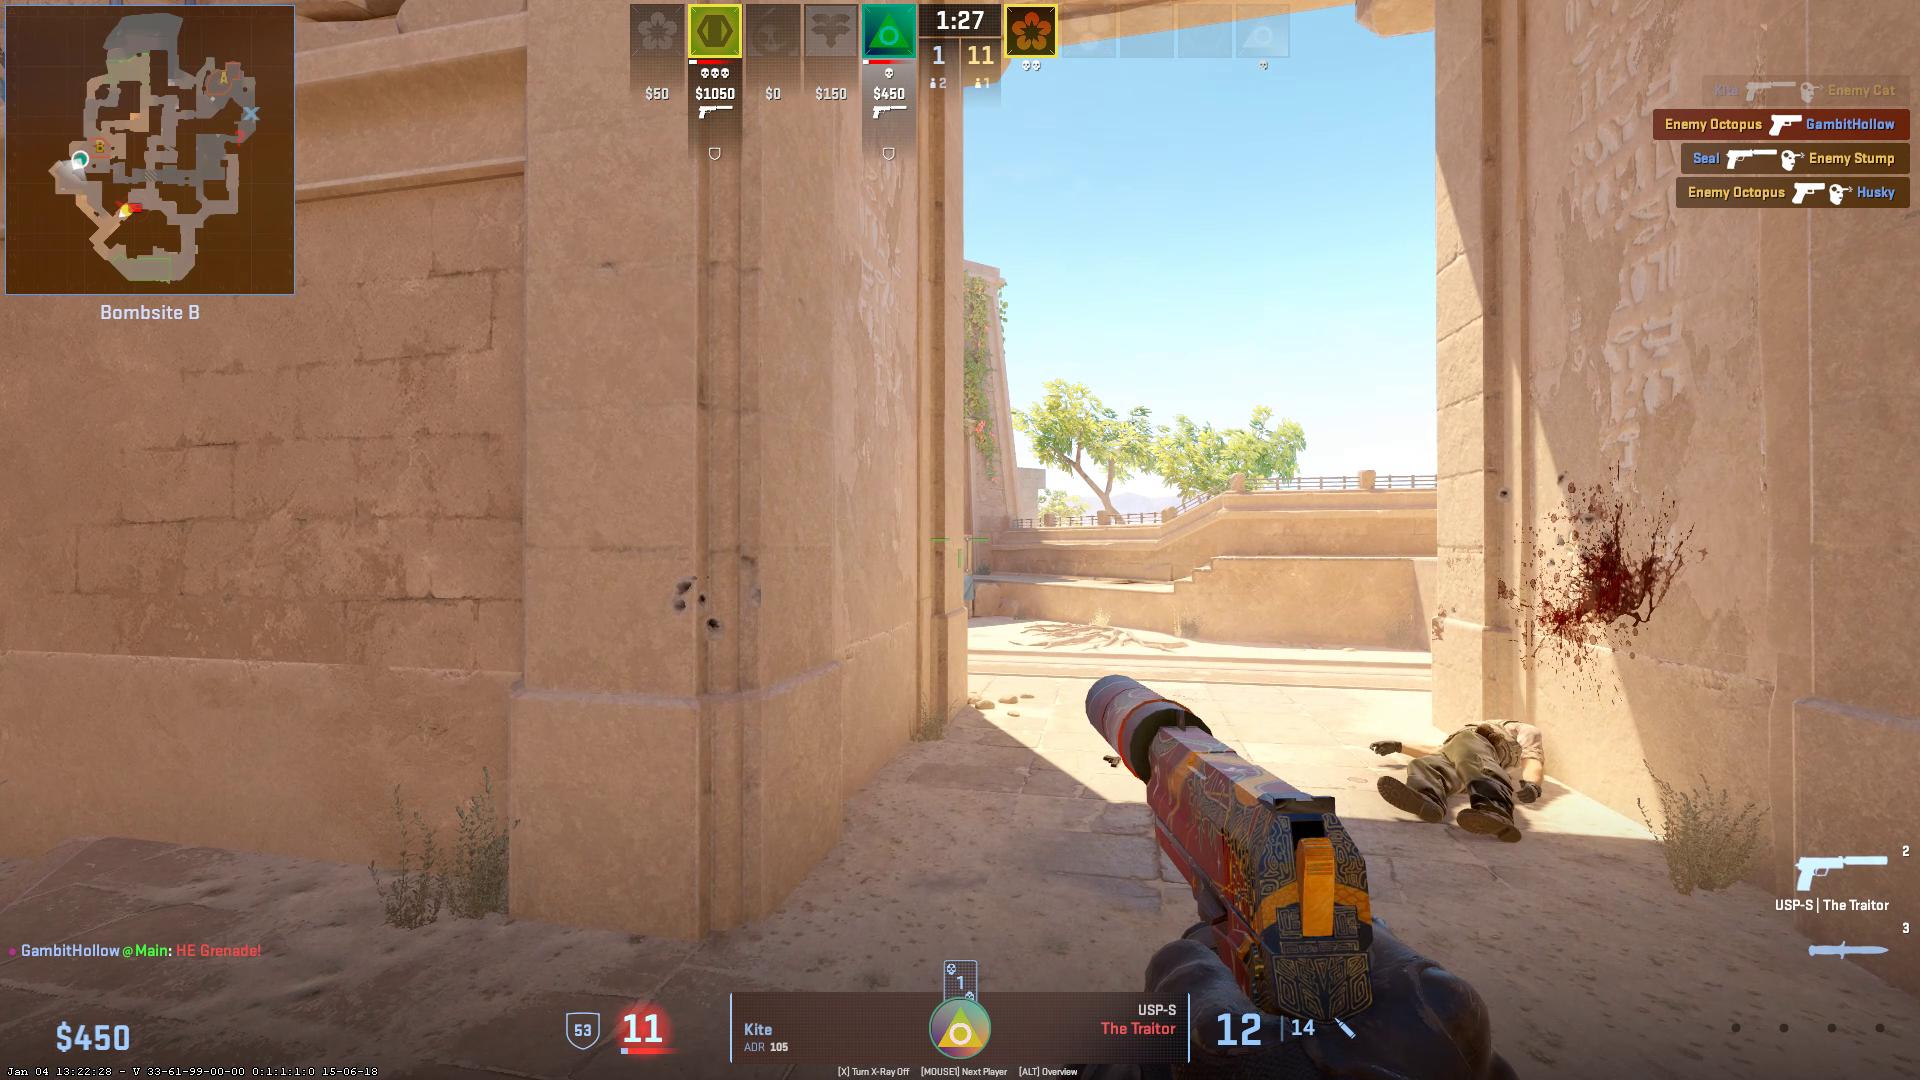 A
B
Bombsite B
$50
$1050
$0
$150
$450
1:27
1 11
2 1
Kite Enemy Cat
Enemy Octopus GambitHollow
Seal Enemy Stump
Enemy Octopus Husky
2
USP-S | The Traitor
3
• GambitHollow @ Main: HE Grenade!
$450
53
11
1
Kite
ADR 105
USP-S
The Traitor
12 | 14
[X] Turn X-Ray Off [MOUSE1] Next Player [ALT] Overview
Jan 04 13:22:28 - V 33-61-99-00-00 0:1:1:1:0 15-06-18